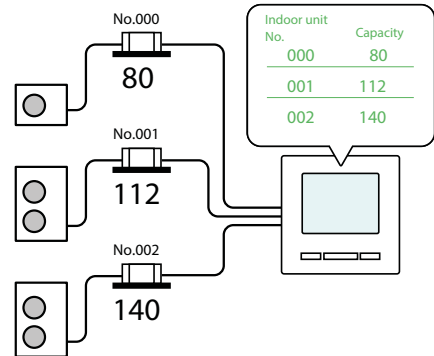 No.000
80
No.001
112
No.002
140
Indoor unit
No. Capacity
000 80
001 112
002 140